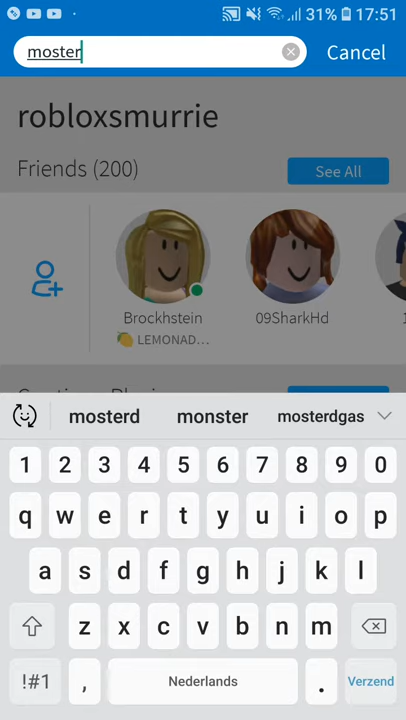 31% 17:51
moster Cancel
robloxsmurrie
Friends (200) See All
Brockhstein 09SharkHd 1
🍋 LEMONAD...
mosterd monster mosterdgas
1 2 3 4 5 6 7 8 9 0
q w e r t y u i o p
a s d f g h j k l
z x c v b n m
!#1 , Nederlands . Verzend